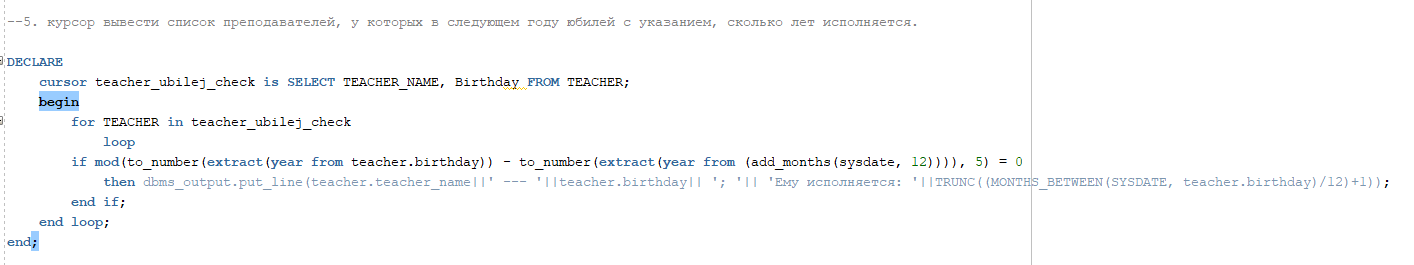 --5. курсор вывести список преподавателей, у которых в следующем году юбилей с указанием, сколько лет исполняется.
DECLARE
cursor teacher_ubilej_check is SELECT TEACHER_NAME, Birthday FROM TEACHER;
begin
for TEACHER in teacher_ubilej_check
loop
if mod(to_number(extract(year from teacher.birthday)) - to_number(extract(year from (add_months(sysdate, 12)))), 5) = 0
then dbms_output.put_line(teacher.teacher_name||' --- '||teacher.birthday|| '; '|| 'Ему исполняется: '||TRUNC((MONTHS_BETWEEN(SYSDATE, teacher.birthday)/12)+1));
end if;
end loop;
end;